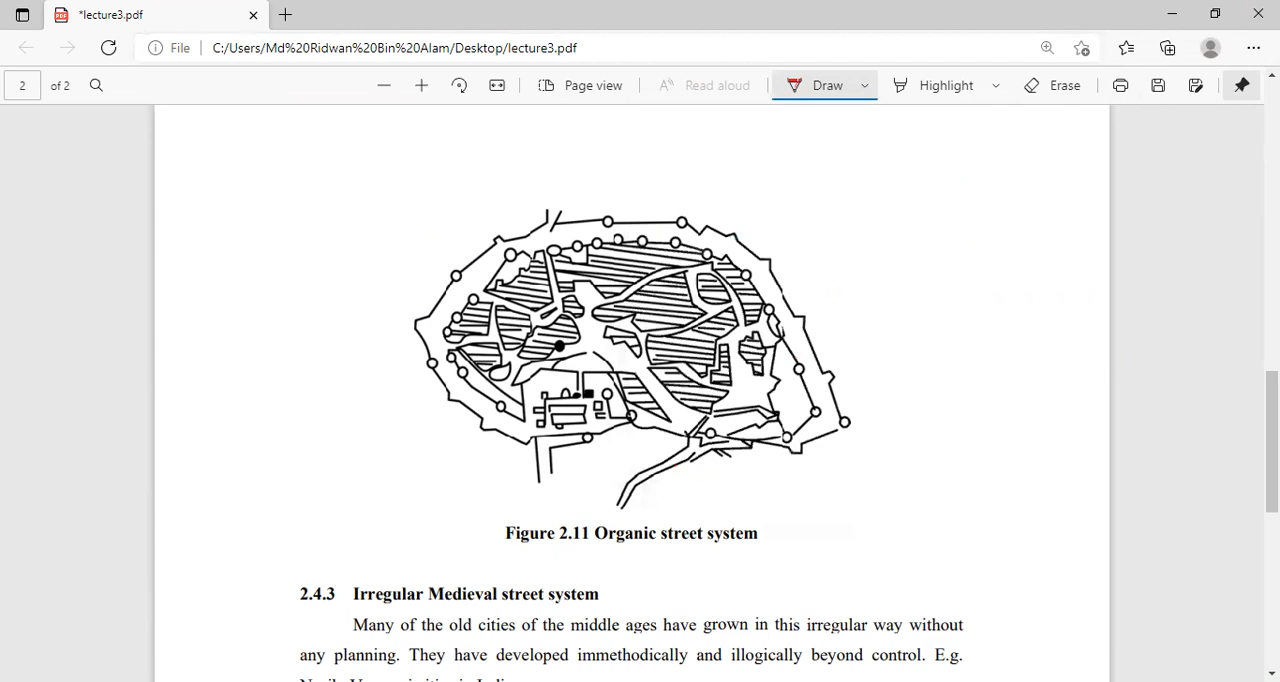 *lecture3.pdf
File C:/Users/Md%20Ridwan%20Bin%20Alam/Desktop/lecture3.pdf
2 of 2 Page view Read aloud Draw Highlight Erase
Figure 2.11 Organic street system
2.4.3 Irregular Medieval street system
Many of the old cities of the middle ages have grown in this irregular way without
any planning. They have developed immethodically and illogically beyond control. E.g.